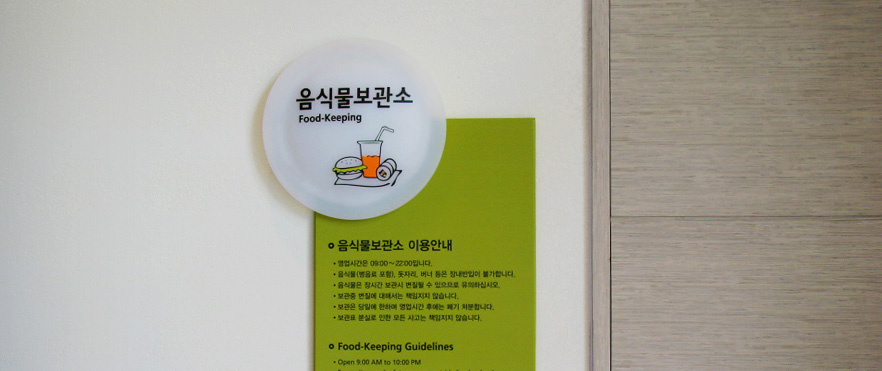 음식물보관소
Food-Keeping
음식물보관소 이용안내
• 영업시간은 09:00~22:00입니다.
• 음식물(병음료 포함), 돗자리, 버너 등은 장내반입이 불가합니다.
• 음식물은 장시간 보관시 변질될 수 있으므로 유의하십시오.
• 보관중 변질에 대해서는 책임지지 않습니다.
• 보관은 당일에 한하며 영업시간 후에는 폐기 처분합니다.
• 보관표 분실로 인한 모든 사고는 책임지지 않습니다.
Food-Keeping Guidelines
• Open 9:00 AM to 10:00 PM